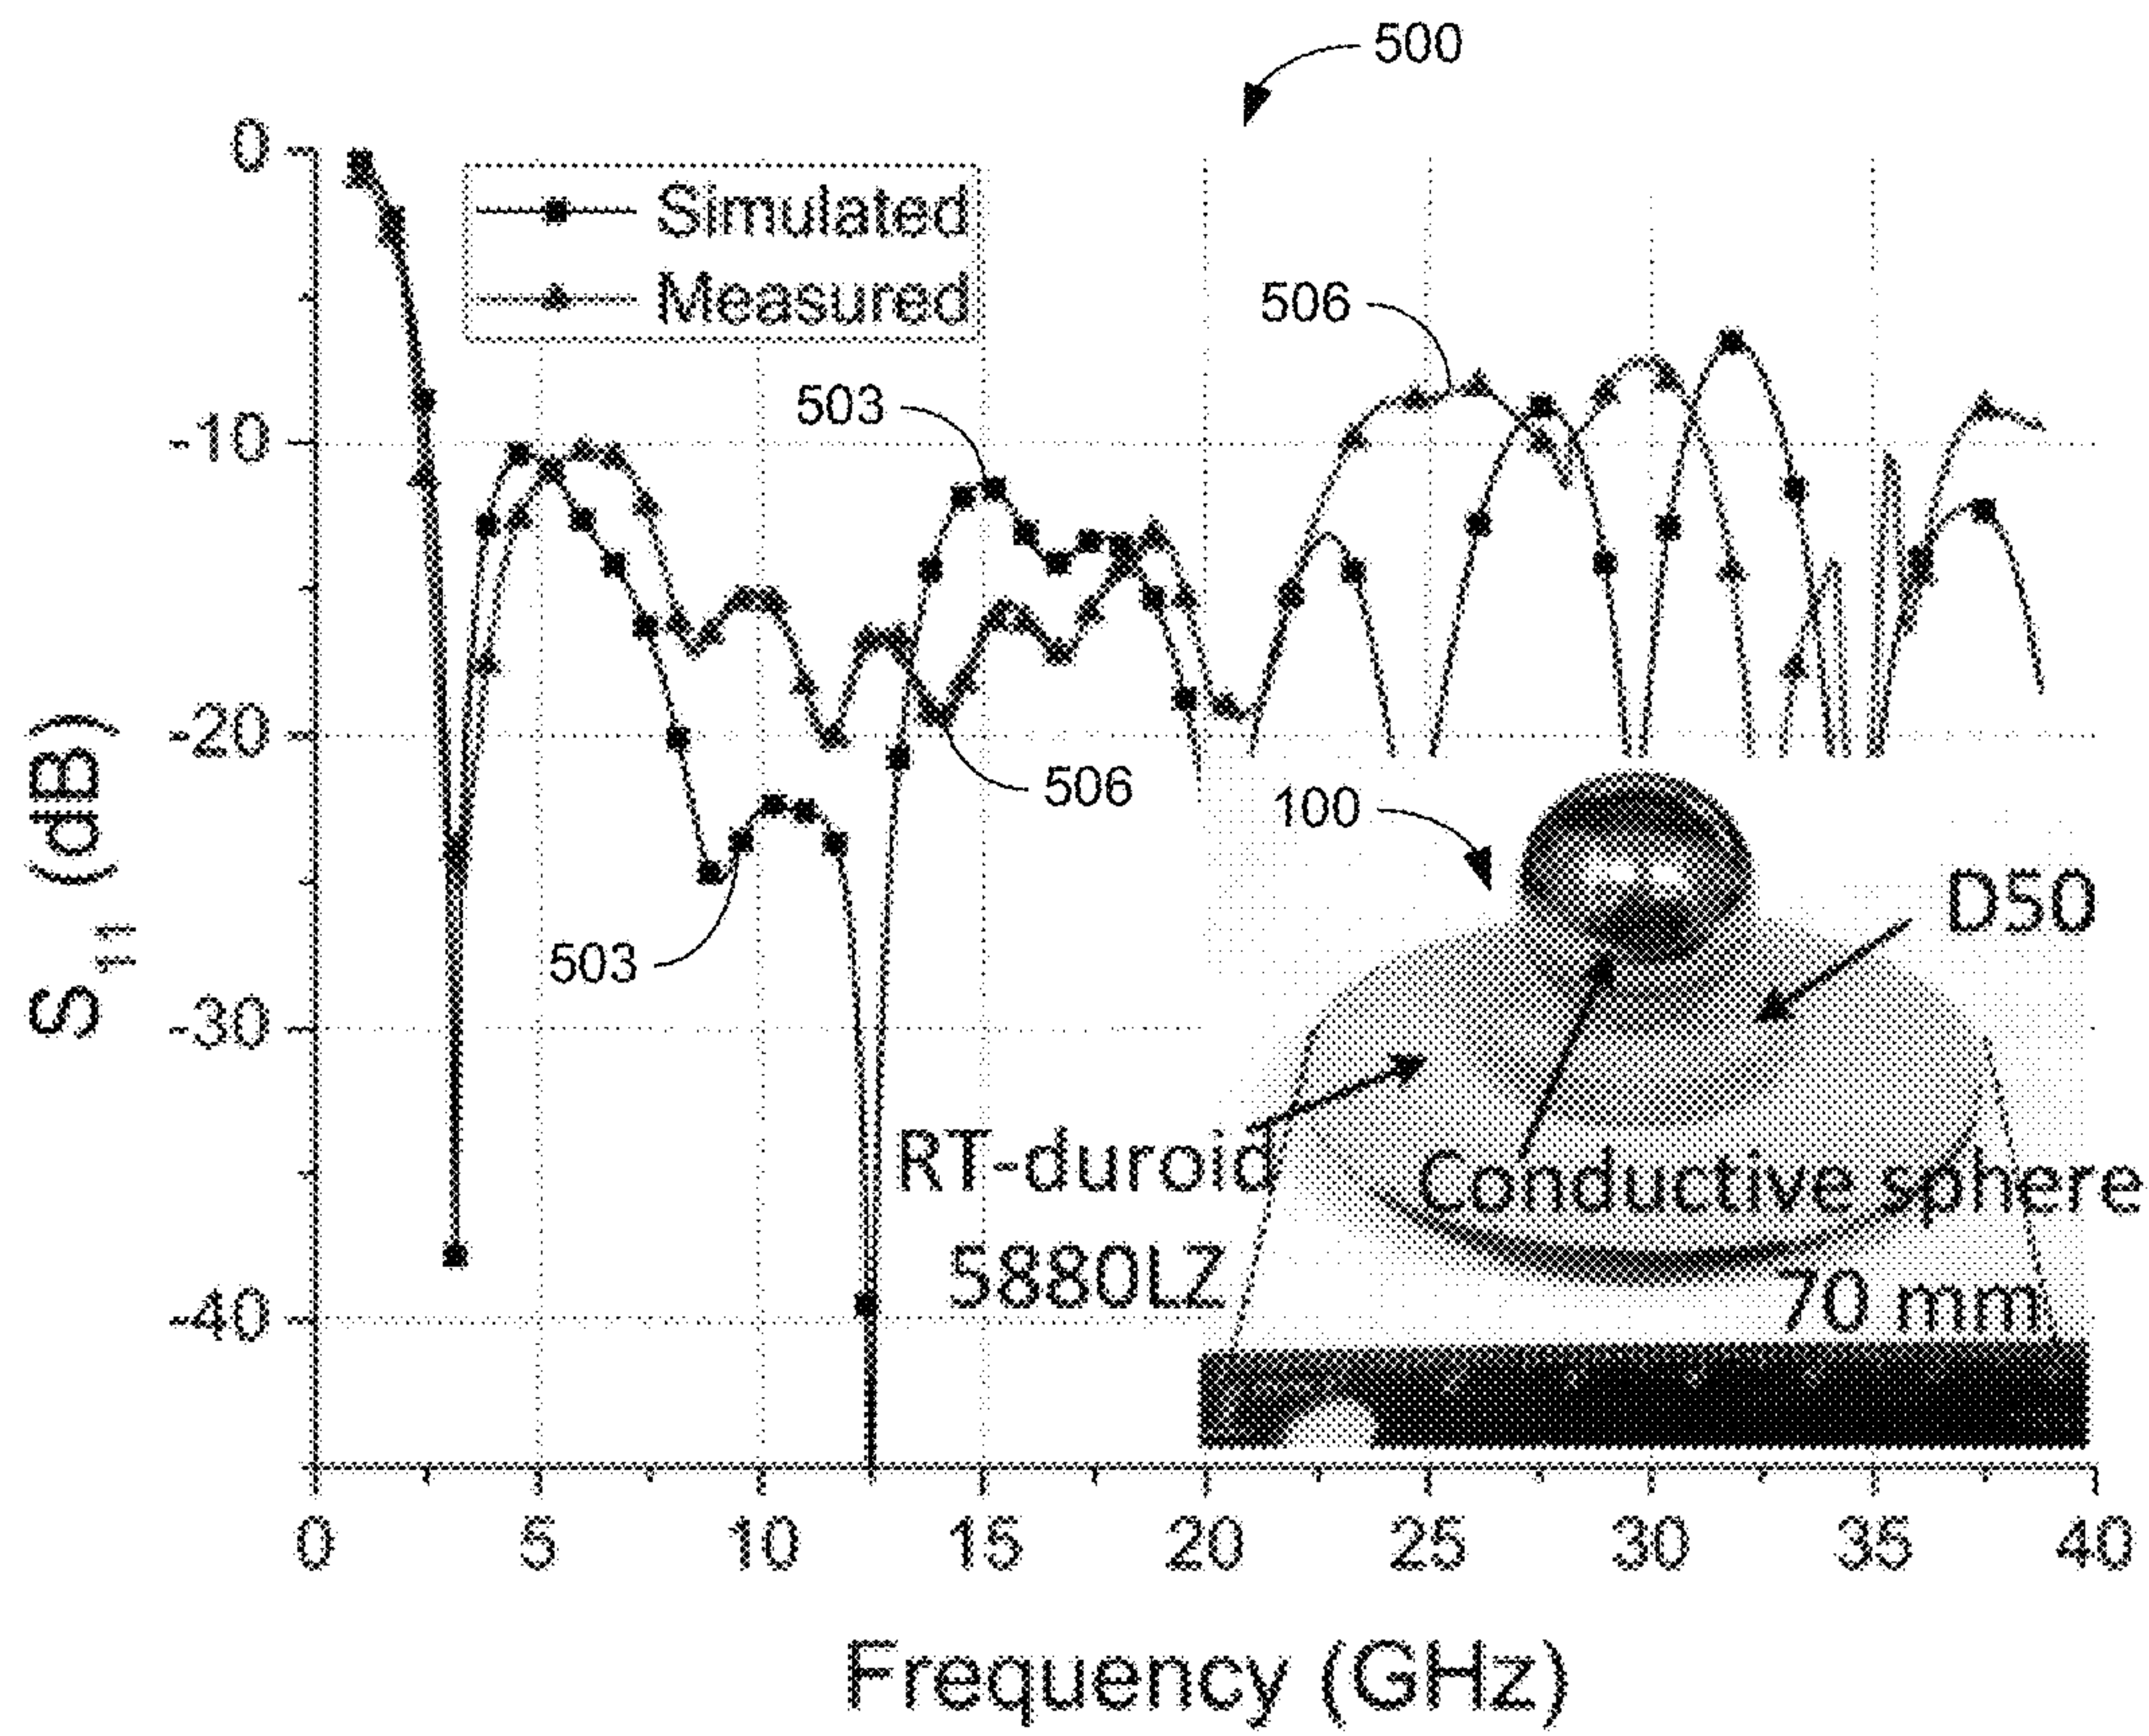 500
0
Simulated
Measured
506
503
-10
-20
506
100
D50
503
S11 (dB)
-30
RT-duroid
5880LZ
Conductive sphere
70 mm
-40
0 5 10 15 20 25 30 35 40
Frequency (GHz)